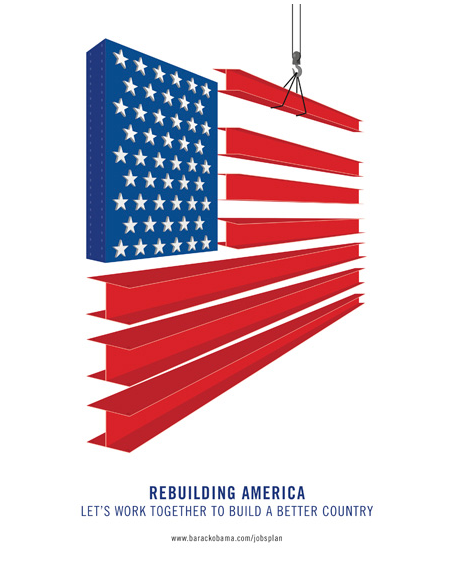 REBUILDING AMERICA
LET'S WORK TOGETHER TO BUILD A BETTER COUNTRY
www.barackobama.com/jobsplan